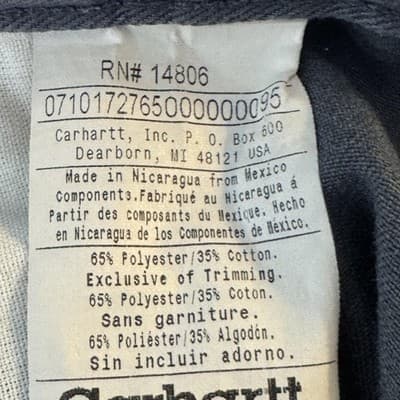 RN# 14806
071017276500000000095
Carhartt, Inc. P. O. Box 600
Dearborn, MI 48121 USA
Made in Nicaragua from Mexico
Components.Fabriqué au Nicaragua á
Partir des composants du Mexique. Hecho
en Nicaragua de los Componentes de Mexico.
65% Polyester/35% Cotton.
Exclusive of Trimming.
65% Polyester/35% Coton.
Sans garniture.
65% Poliéster/35% Algodón.
Sin incluir adorno.
Carhartt